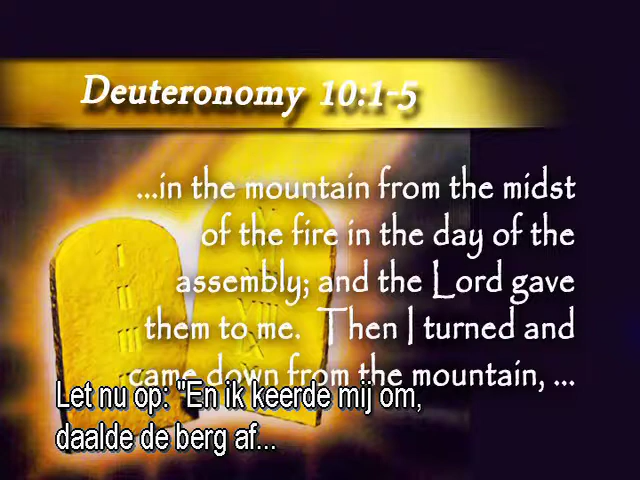 Deuteronomy 10:1-5
...in the mountain from the midst
of the fire in the day of the
assembly; and the Lord gave
them to me. Then I turned and
came down from the mountain, ...
Let nu op: "En ik keerde mij om,
daalde de berg af...
I
II
III